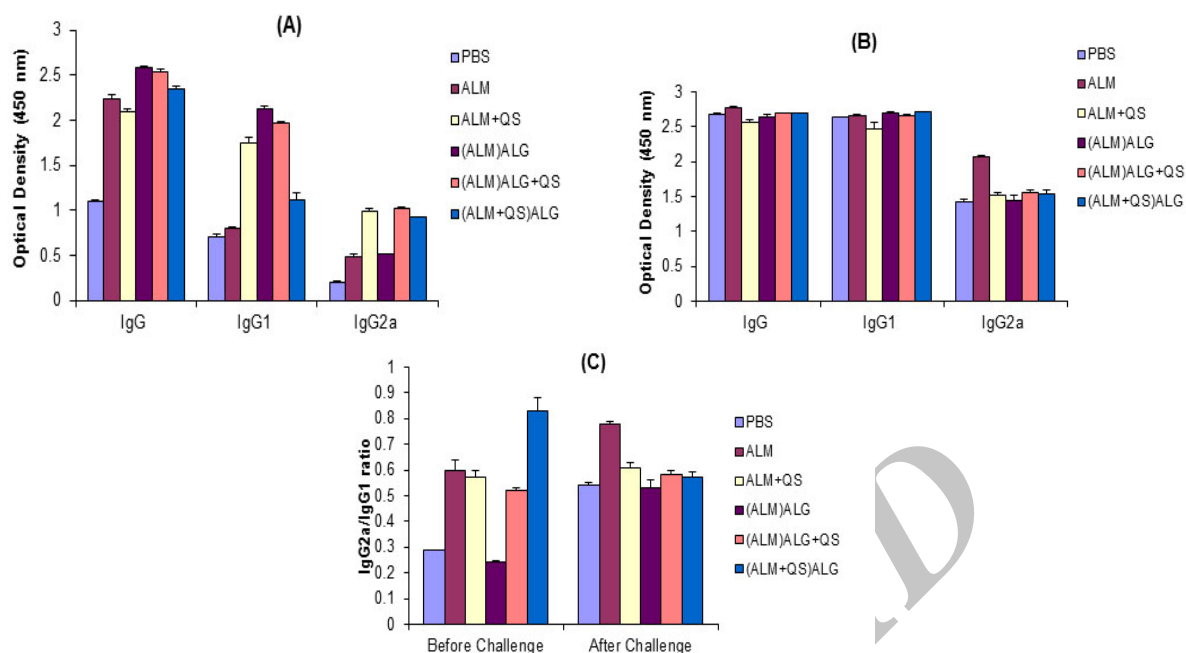 (A)
Optical Density (450 nm)
3
2.5
2
1.5
1
0.5
0
IgG
IgG1
IgG2a
PBS
ALM
ALM+QS
(ALM)ALG
(ALM)ALG+QS
(ALM+QS)ALG
(B)
Optical Density (450 nm)
3
2.5
2
1.5
1
0.5
0
IgG
IgG1
IgG2a
PBS
ALM
ALM+QS
(ALM)ALG
(ALM)ALG+QS
(ALM+QS)ALG
(C)
IgG2a/IgG1 ratio
1
0.9
0.8
0.7
0.6
0.5
0.4
0.3
0.2
0.1
0
Before Challenge
After Challenge
PBS
ALM
ALM+QS
(ALM)ALG
(ALM)ALG+QS
(ALM+QS)ALG
D